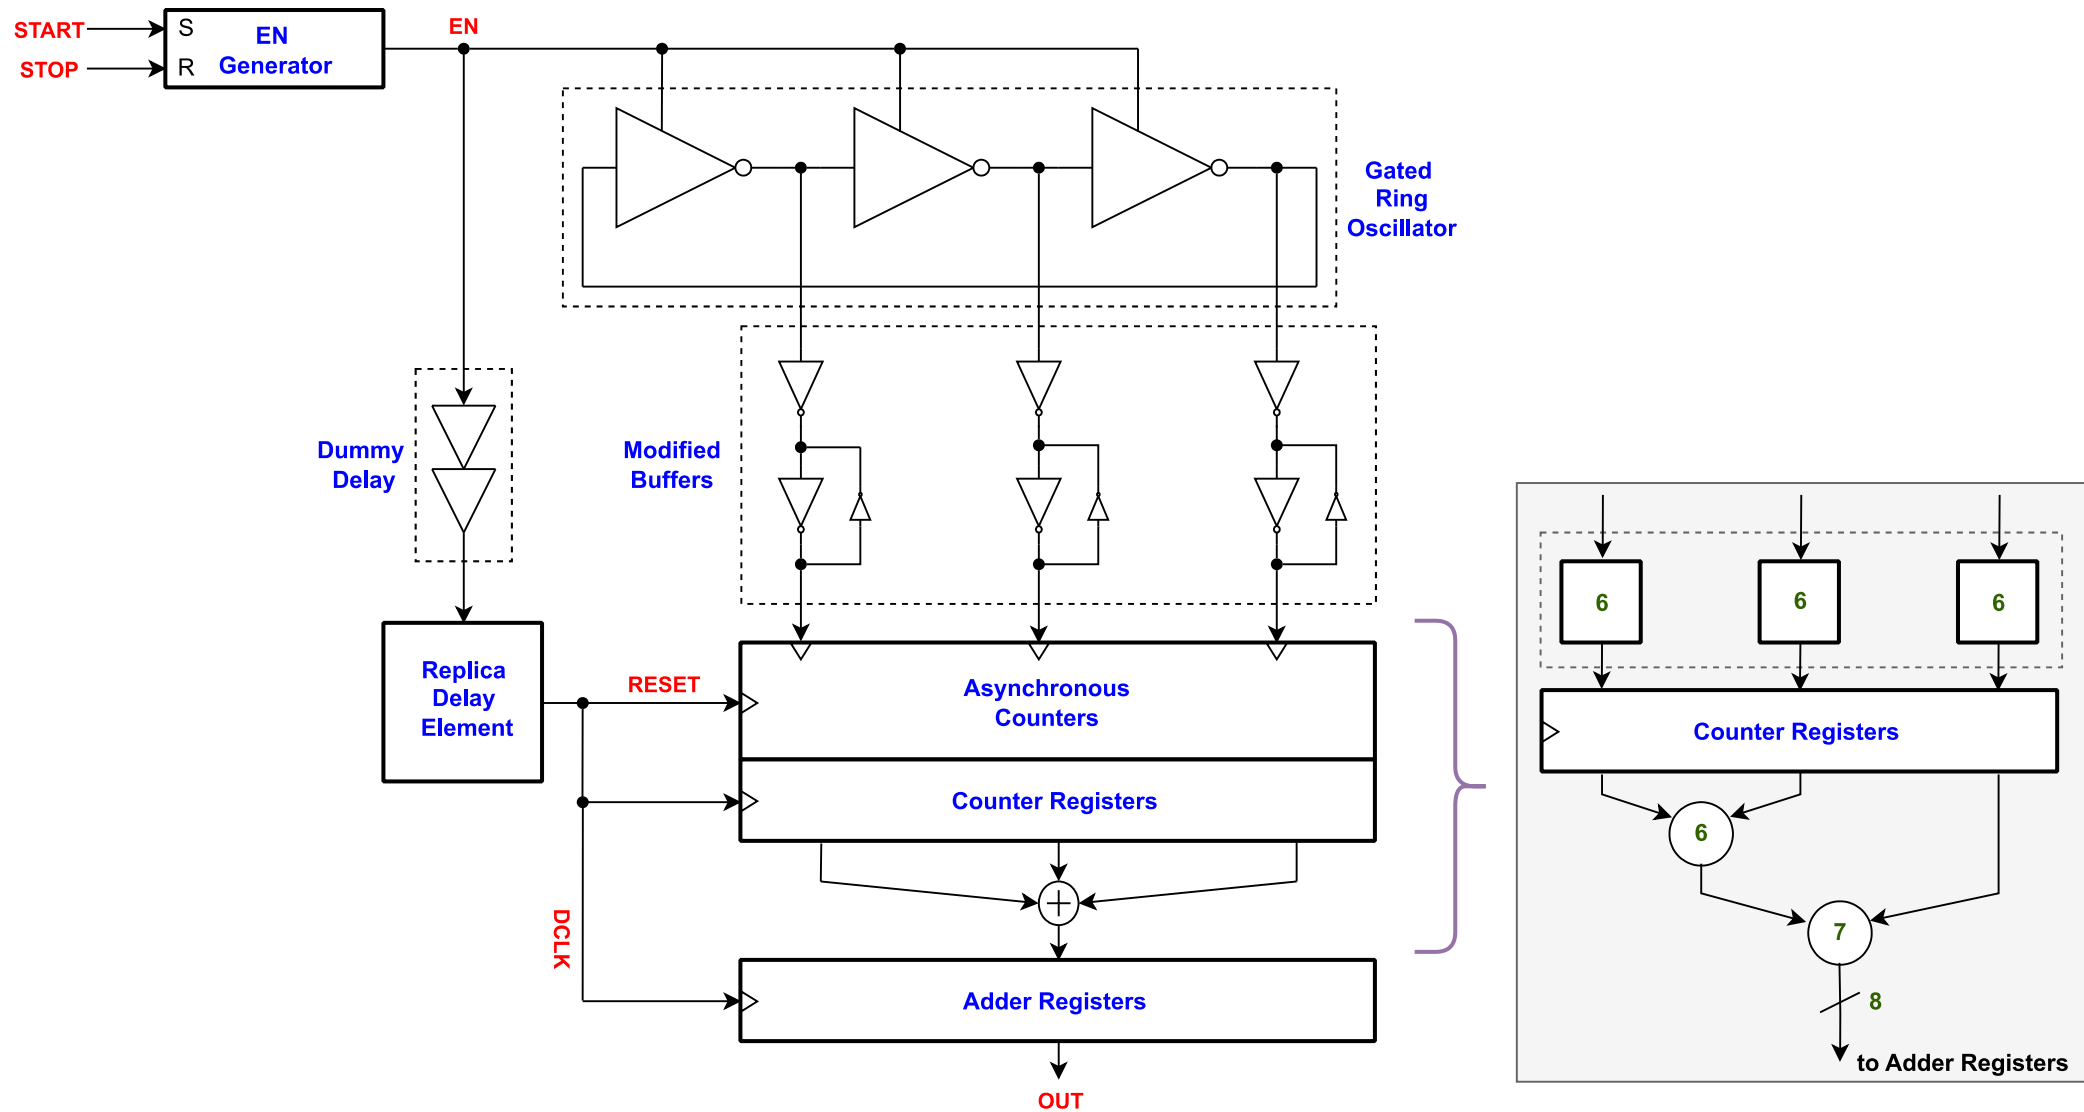 START
STOP
S
R
EN
Generator
EN
Gated
Ring
Oscillator
Dummy
Delay
Modified
Buffers
Replica
Delay
Element
RESET
DCLK
Asynchronous
Counters
Counter Registers
Adder Registers
OUT
6
6
6
Counter Registers
6
7
8
to Adder Registers